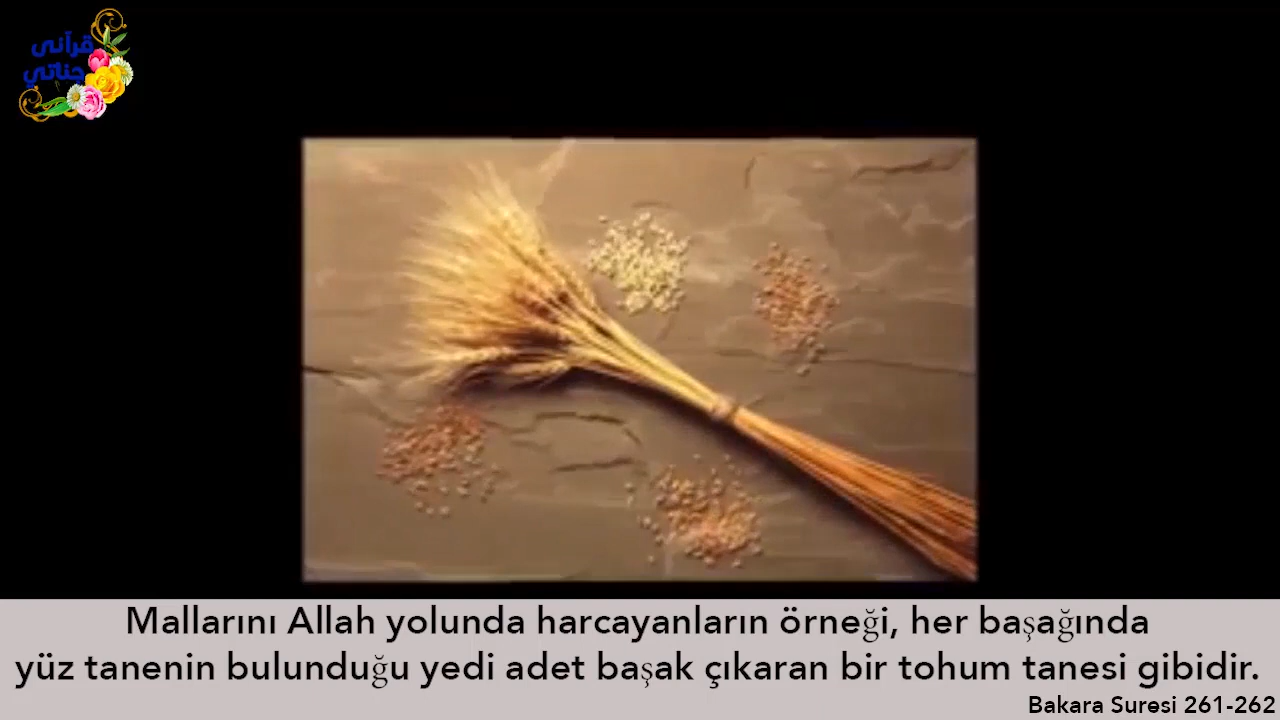 قرآنى
جناتي
Mallarını Allah yolunda harcayanların örneği, her başağında
yüz tanenin bulunduğu yedi adet başak çıkaran bir tohum tanesi gibidir.
Bakara Suresi 261-262